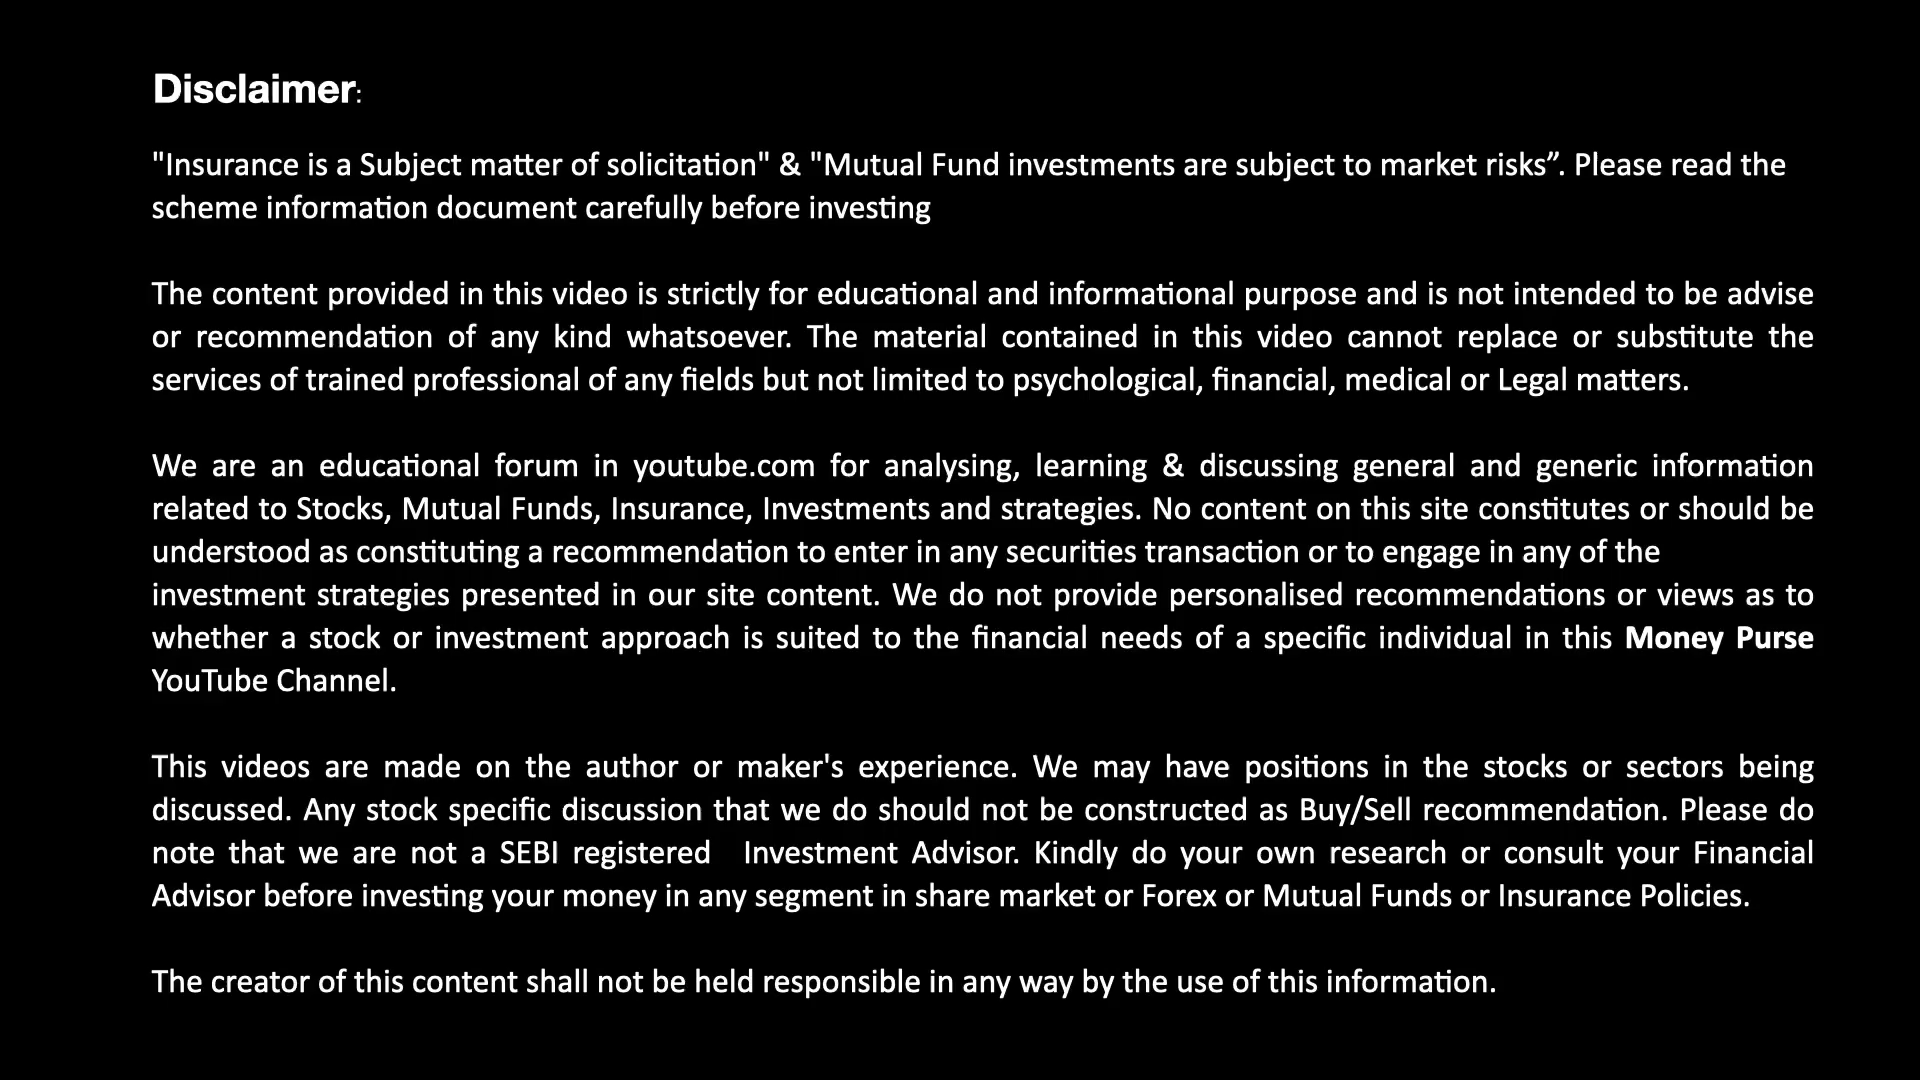 Disclaimer:
"Insurance is a Subject matter of solicitation" & "Mutual Fund investments are subject to market risks”. Please read the
scheme information document carefully before investing
The content provided in this video is strictly for educational and informational purpose and is not intended to be advise
or recommendation of any kind whatsoever. The material contained in this video cannot replace or substitute the
services of trained professional of any fields but not limited to psychological, financial, medical or Legal matters.
We are an educational forum in youtube.com for analysing, learning & discussing general and generic information
related to Stocks, Mutual Funds, Insurance, Investments and strategies. No content on this site constitutes or should be
understood as constituting a recommendation to enter in any securities transaction or to engage in any of the
investment strategies presented in our site content. We do not provide personalised recommendations or views as to
whether a stock or investment approach is suited to the financial needs of a specific individual in this Money Purse
YouTube Channel.
This videos are made on the author or maker's experience. We may have positions in the stocks or sectors being
discussed. Any stock specific discussion that we do should not be constructed as Buy/Sell recommendation. Please do
note that we are not a SEBI registered Investment Advisor. Kindly do your own research or consult your Financial
Advisor before investing your money in any segment in share market or Forex or Mutual Funds or Insurance Policies.
The creator of this content shall not be held responsible in any way by the use of this information.